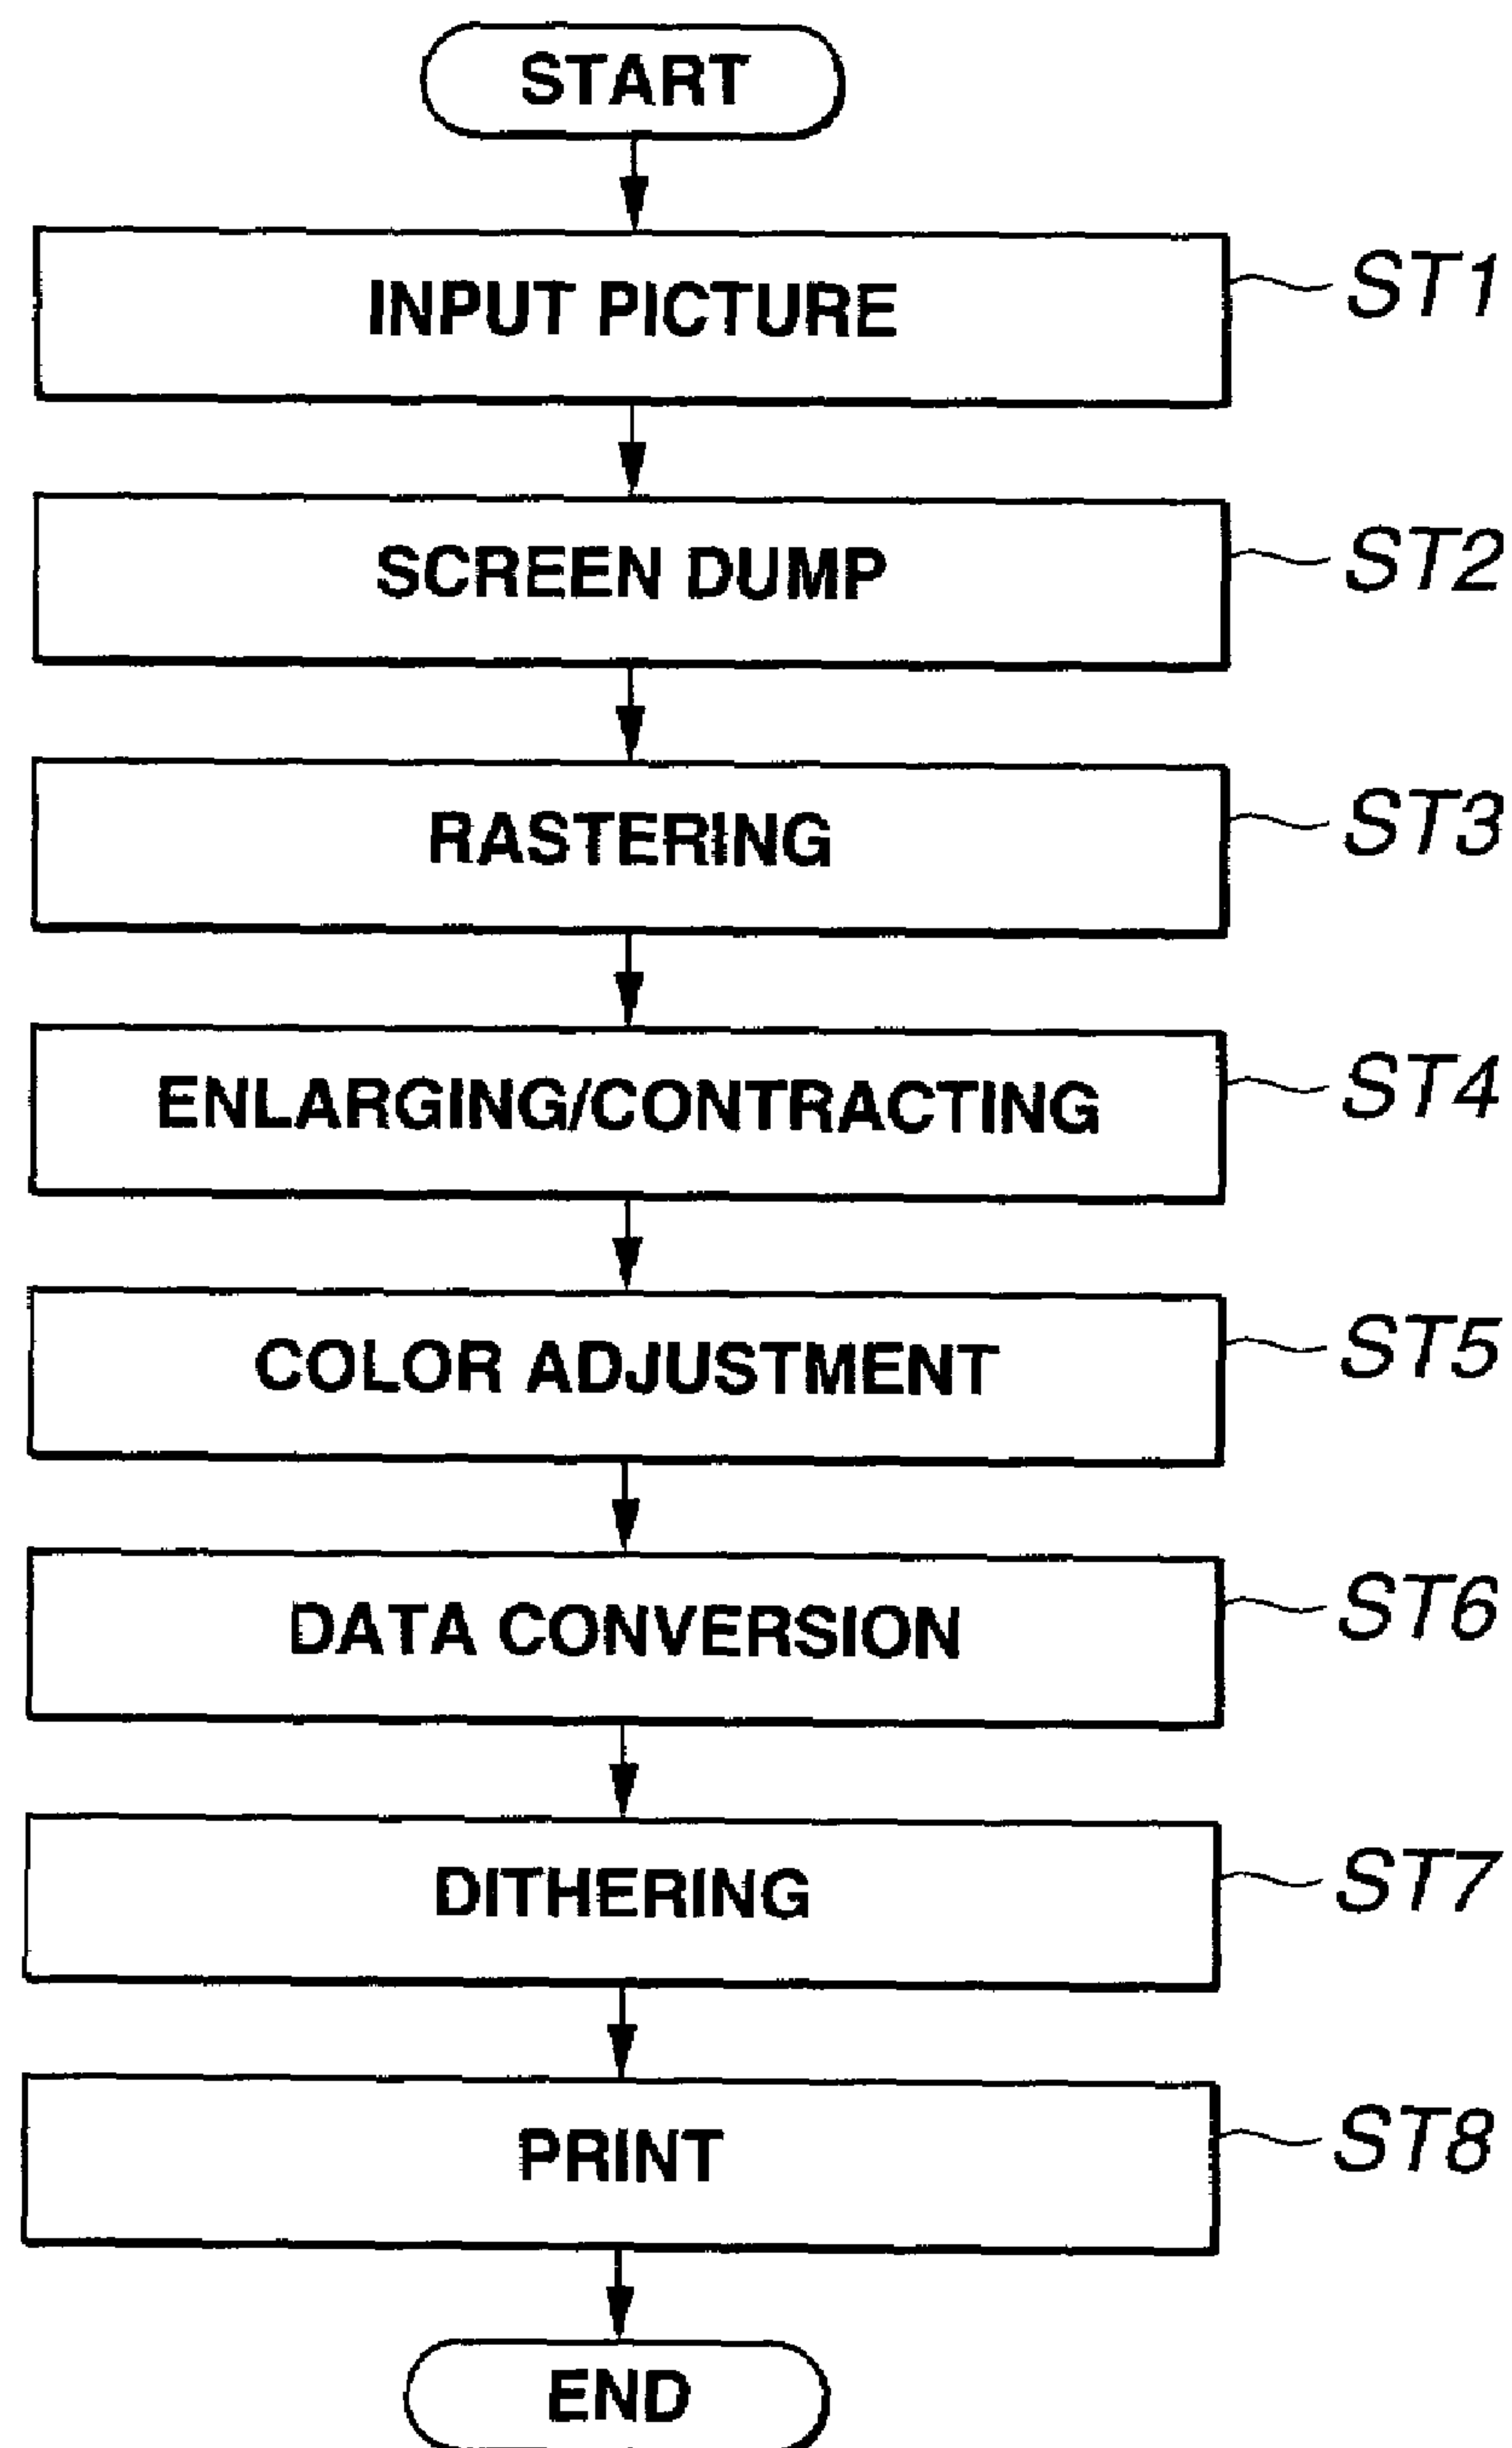 START
INPUT PICTURE
ST1
SCREEN DUMP
ST2
RASTERING
ST3
ENLARGING/CONTRACTING
ST4
COLOR ADJUSTMENT
ST5
DATA CONVERSION
ST6
DITHERING
ST7
PRINT
ST8
END